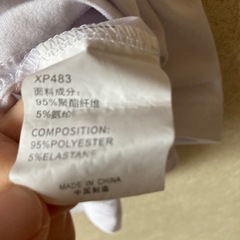 XP483
面料成分:
95%聚酯纤维
5%氨纶
COMPOSITION:
95%POLYESTER
5%ELASTANE
MADE IN CHINA
中国制造